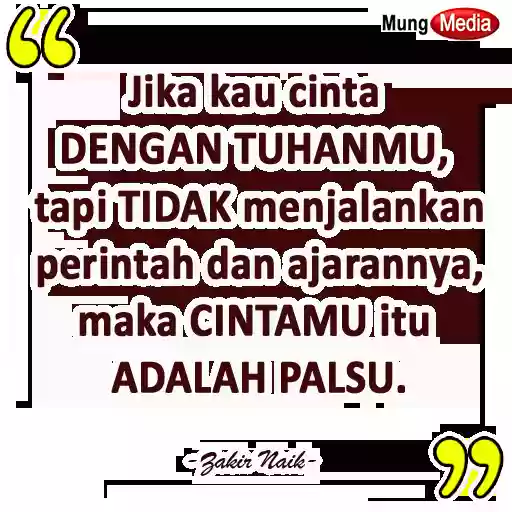 Mung Media
Jika kau cinta
DENGAN TUHANMU,
tapi TIDAK menjalankan
perintah dan ajarannya,
maka CINTAMU itu
ADALAH PALSU.
-Zakir Naik-